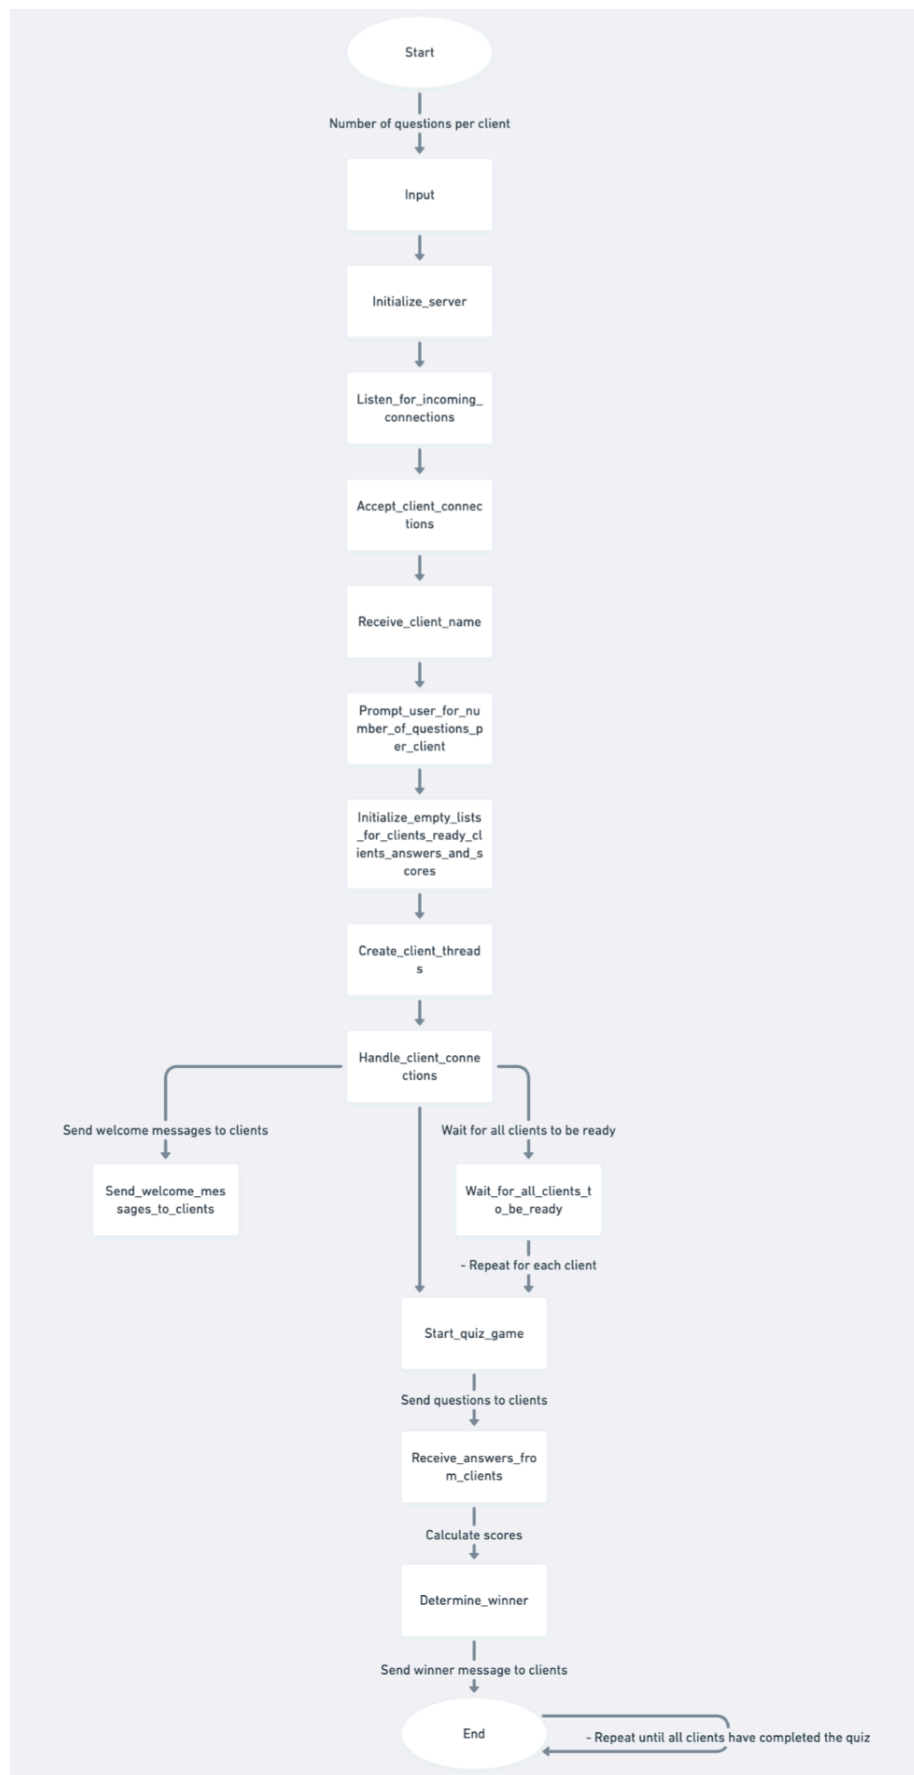 Start
Number of questions per client
Input
Initialize_server
Listen_for_incoming_
connections
Accept_client_connec
tions
Receive_client_name
Prompt_user_for_nu
mber_of_questions_p
er_client
Initialize_empty_lists
_for_clients_ready_cl
ients_answers_and_s
cores
Create_client_thread
s
Handle_client_conne
ctions
Send welcome messages to clients
Wait for all clients to be ready
Send_welcome_mes
sages_to_clients
Wait_for_all_clients_t
o_be_ready
- Repeat for each client
Start_quiz_game
Send questions to clients
Receive_answers_fro
m_clients
Calculate scores
Determine_winner
Send winner message to clients
End
- Repeat until all clients have completed the quiz